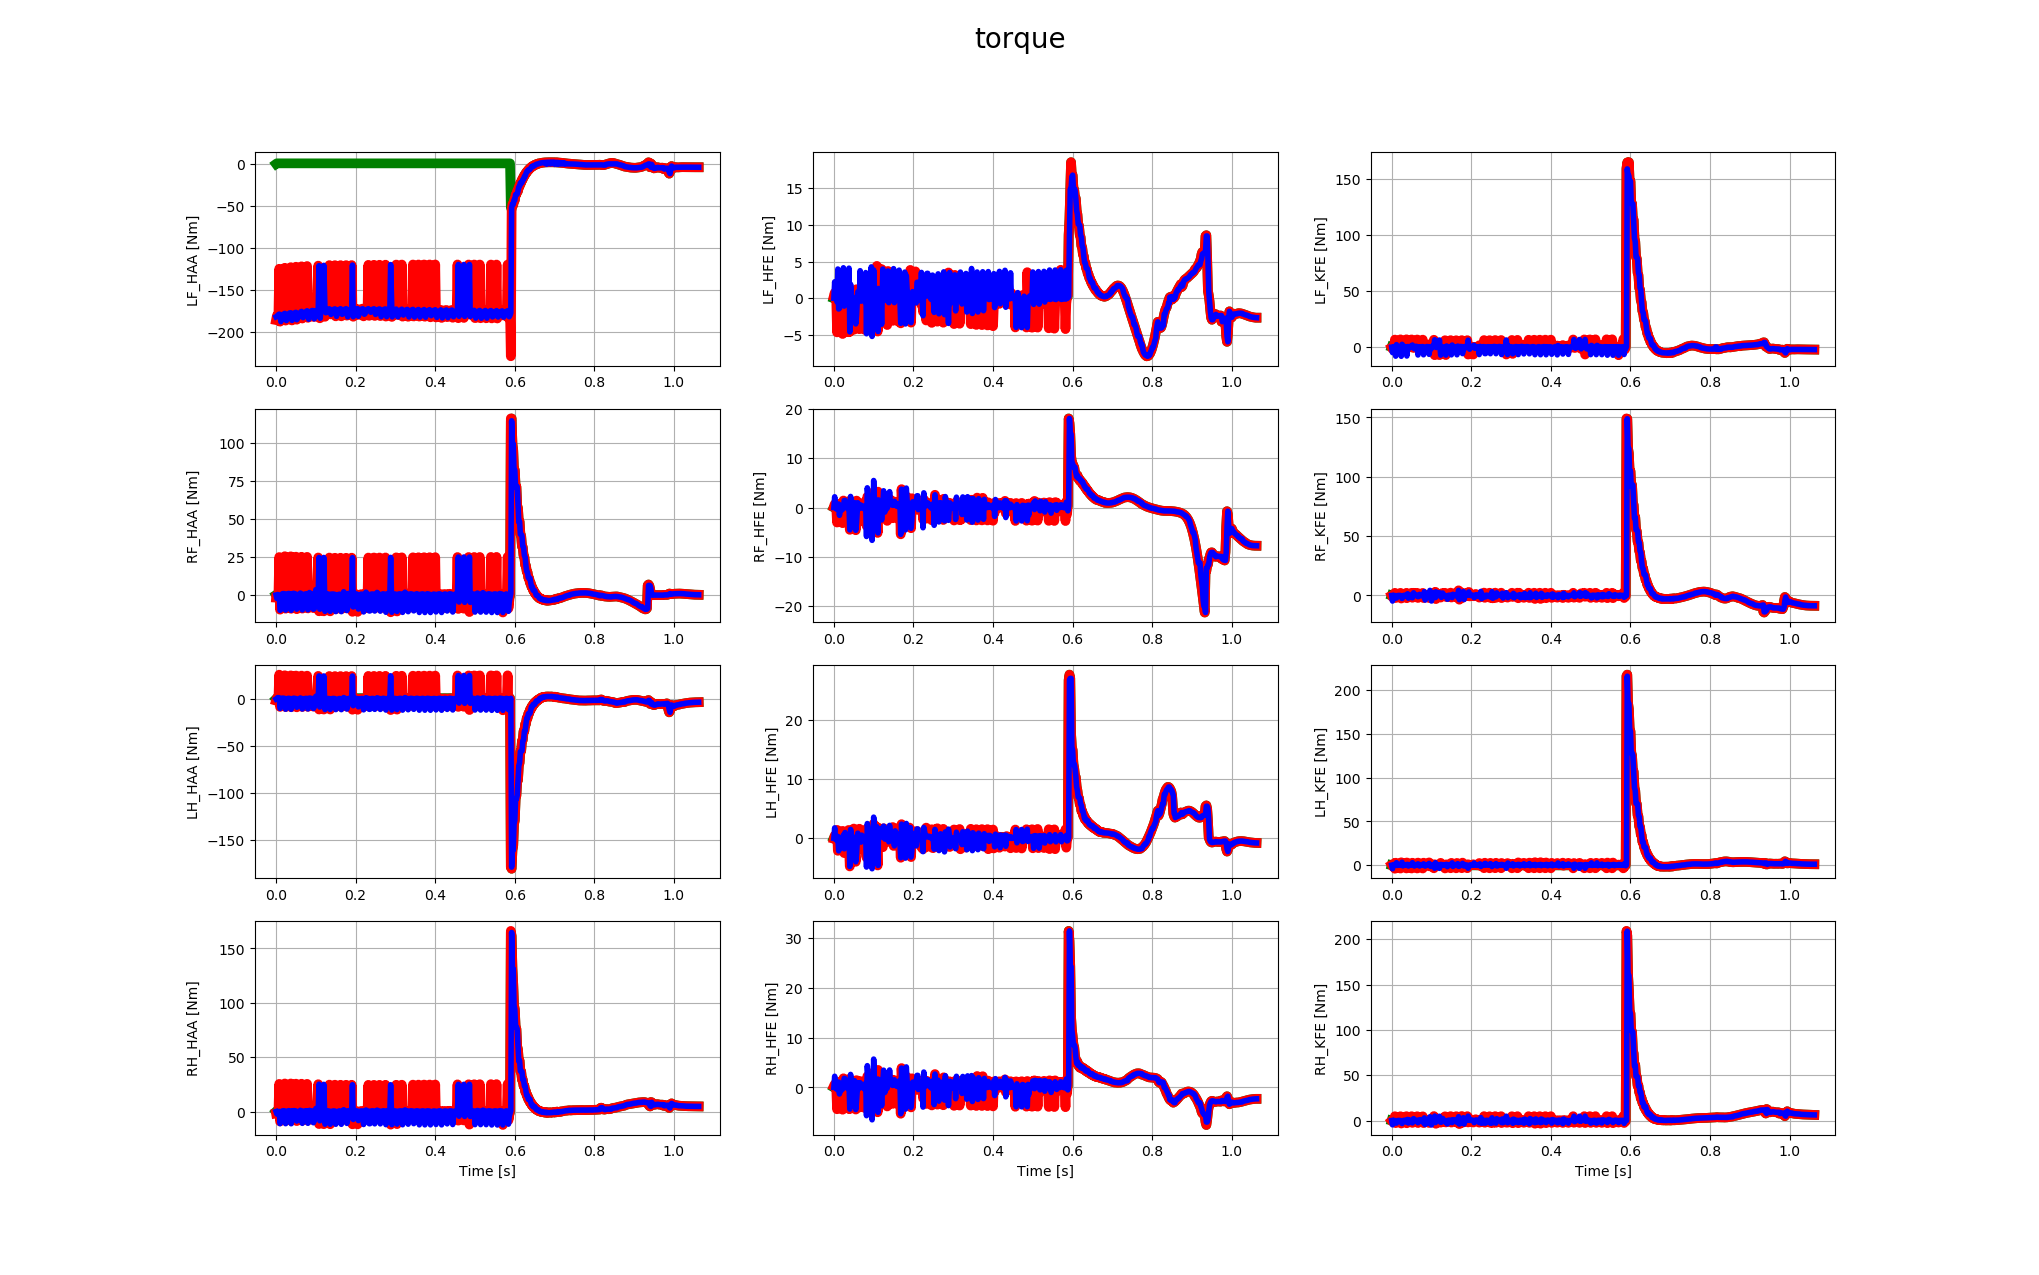 torque
LF_HAA [Nm]
0
−50
−100
−150
−200
0.0 0.2 0.4 0.6 0.8 1.0
LF_HFE [Nm]
15
10
5
0
−5
0.0 0.2 0.4 0.6 0.8 1.0
LF_KFE [Nm]
150
100
50
0
0.0 0.2 0.4 0.6 0.8 1.0
RF_HAA [Nm]
100
75
50
25
0
0.0 0.2 0.4 0.6 0.8 1.0
RF_HFE [Nm]
20
10
0
−10
−20
0.0 0.2 0.4 0.6 0.8 1.0
RF_KFE [Nm]
150
100
50
0
0.0 0.2 0.4 0.6 0.8 1.0
LH_HAA [Nm]
0
−50
−100
−150
0.0 0.2 0.4 0.6 0.8 1.0
LH_HFE [Nm]
20
10
0
0.0 0.2 0.4 0.6 0.8 1.0
LH_KFE [Nm]
200
150
100
50
0
0.0 0.2 0.4 0.6 0.8 1.0
RH_HAA [Nm]
150
100
50
0
0.0 0.2 0.4 0.6 0.8 1.0
Time [s]
RH_HFE [Nm]
30
20
10
0
0.0 0.2 0.4 0.6 0.8 1.0
Time [s]
RH_KFE [Nm]
200
150
100
50
0
0.0 0.2 0.4 0.6 0.8 1.0
Time [s]